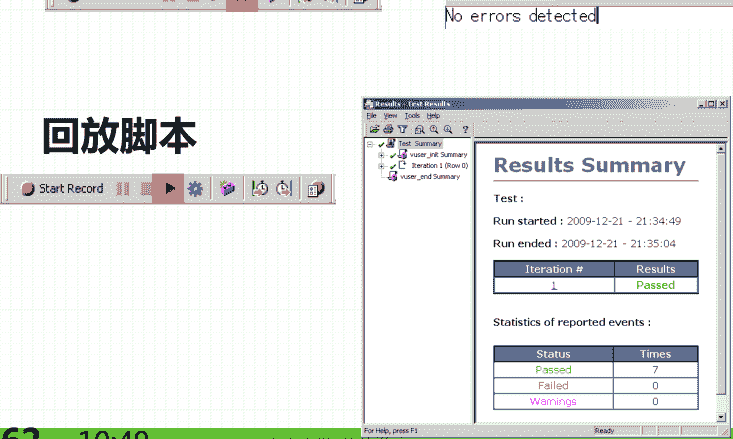 No errors detected
回放脚本
Start Record
Results - Test Results
File View Tools Help
Test Summary
vuser_init Summary
Iteration 1 (Row 0)
vuser_end Summary
Results Summary
Test :
Run started : 2009-12-21 - 21:34:49
Run ended : 2009-12-21 - 21:35:04
Iteration # Results
1 Passed
Statistics of reported events :
Status Times
Passed 7
Failed 0
Warnings 0
For Help, press F1 Ready